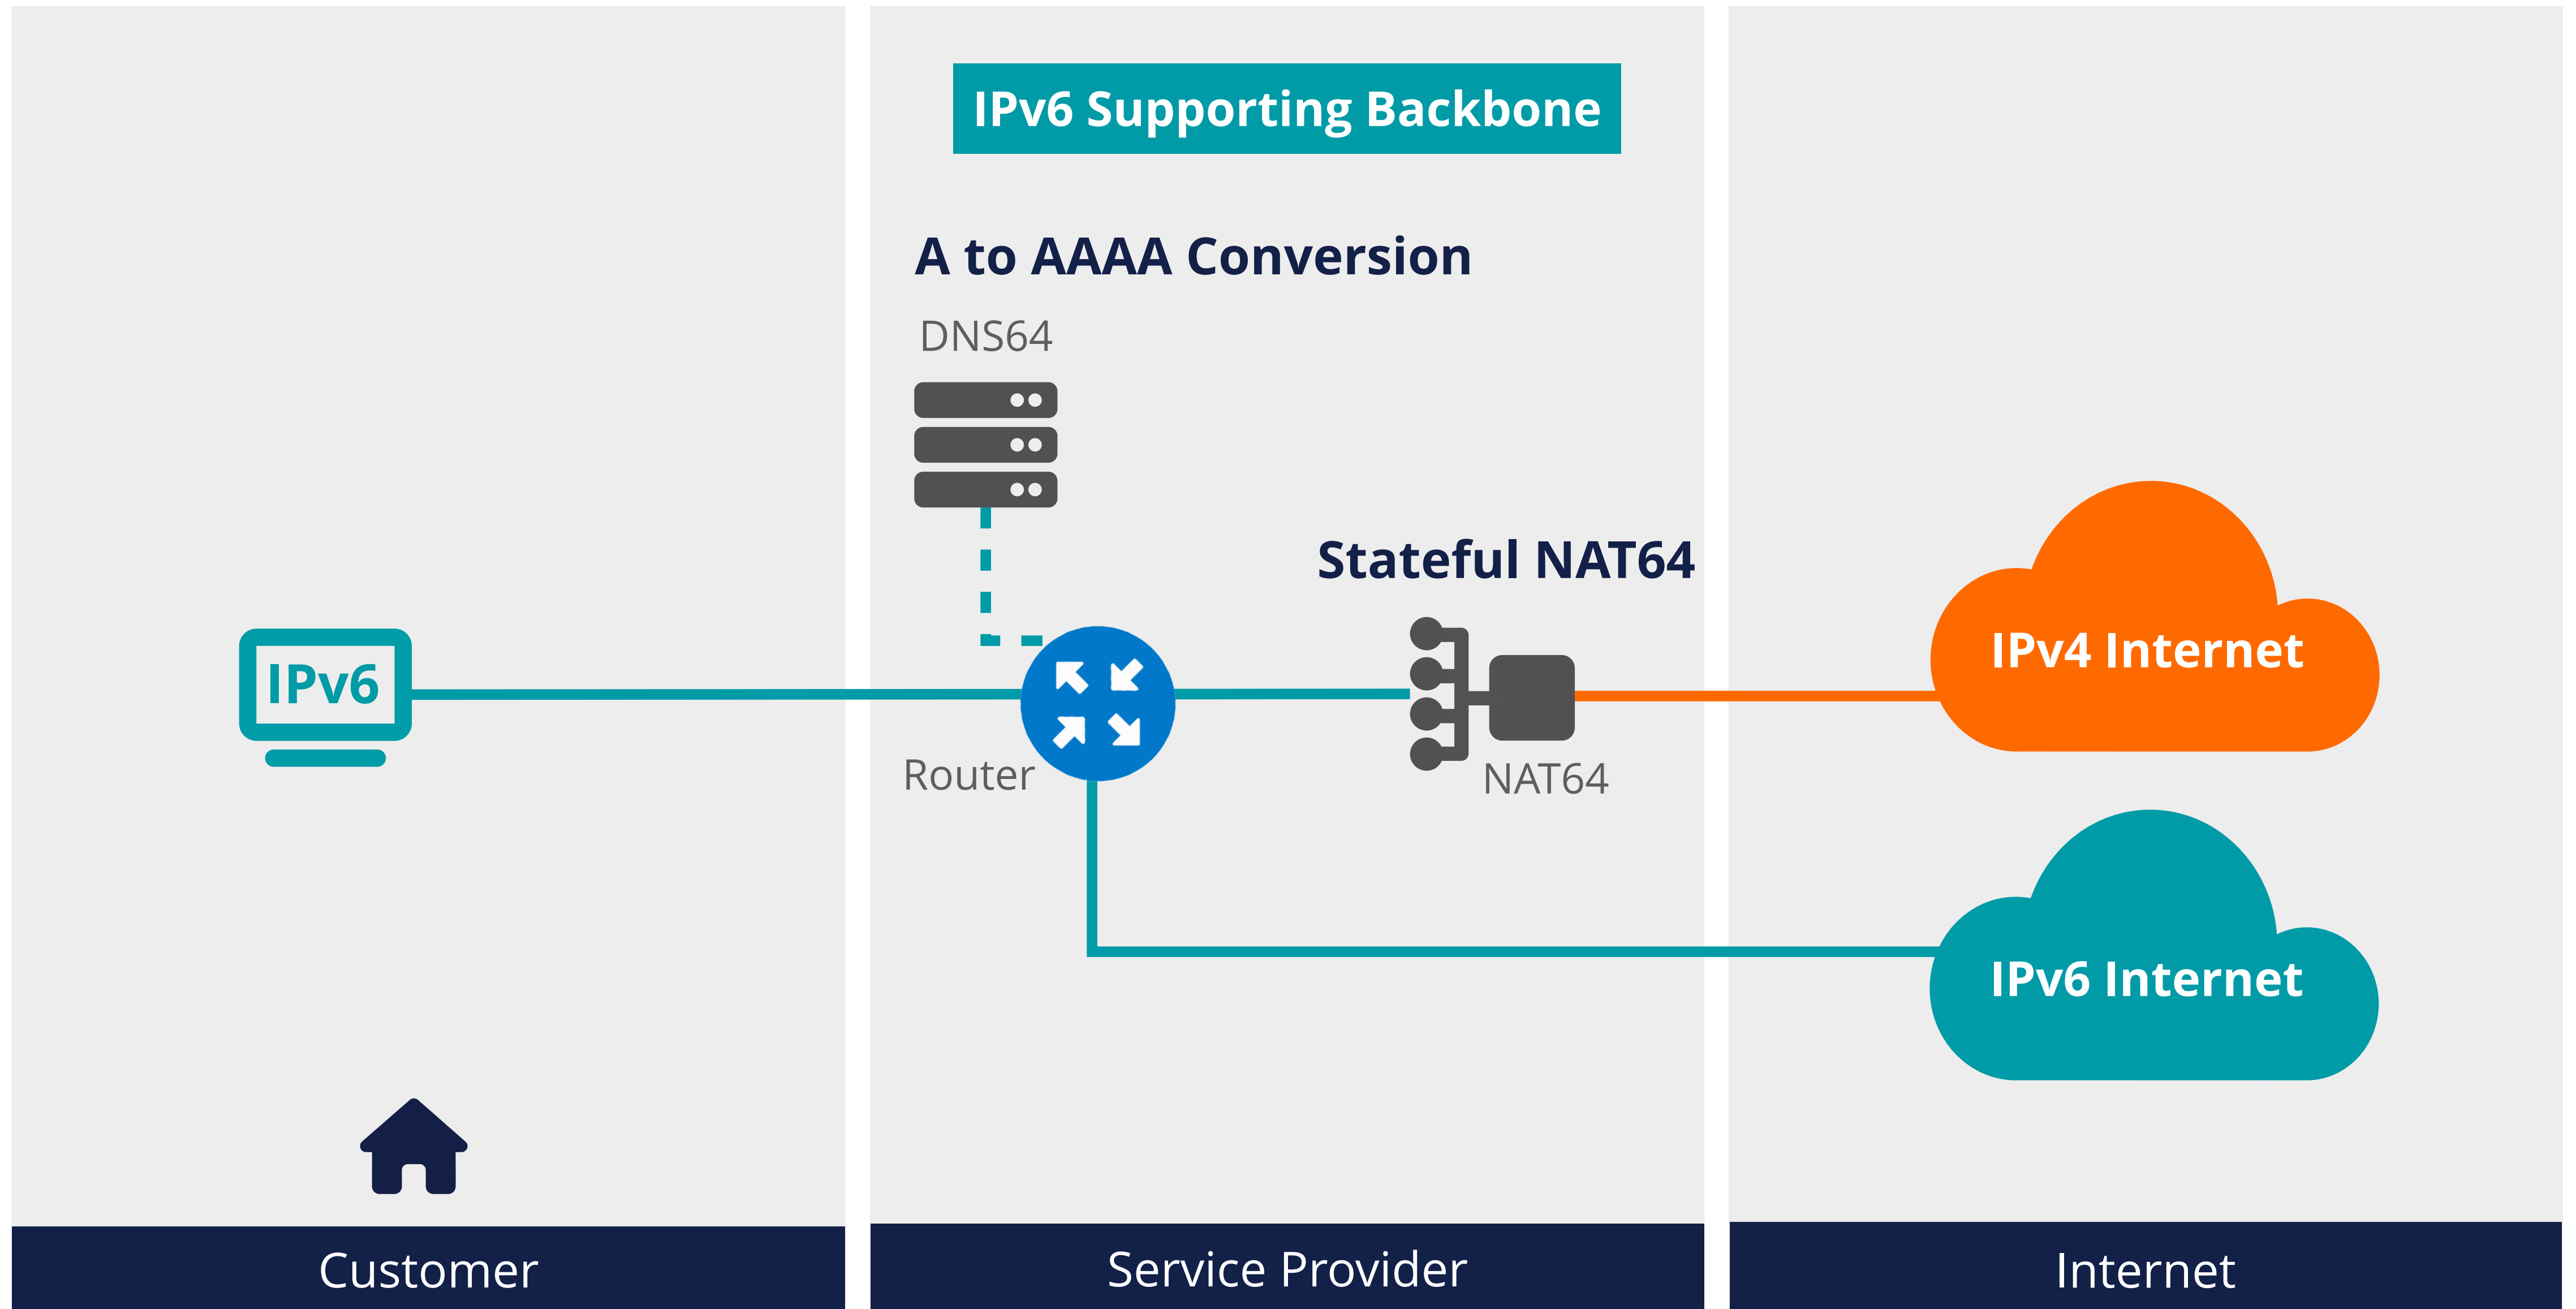 IPv6 Supporting Backbone
A to AAAA Conversion
DNS64
Stateful NAT64
IPv6
Router
NAT64
IPv4 Internet
IPv6 Internet
Customer
Service Provider
Internet